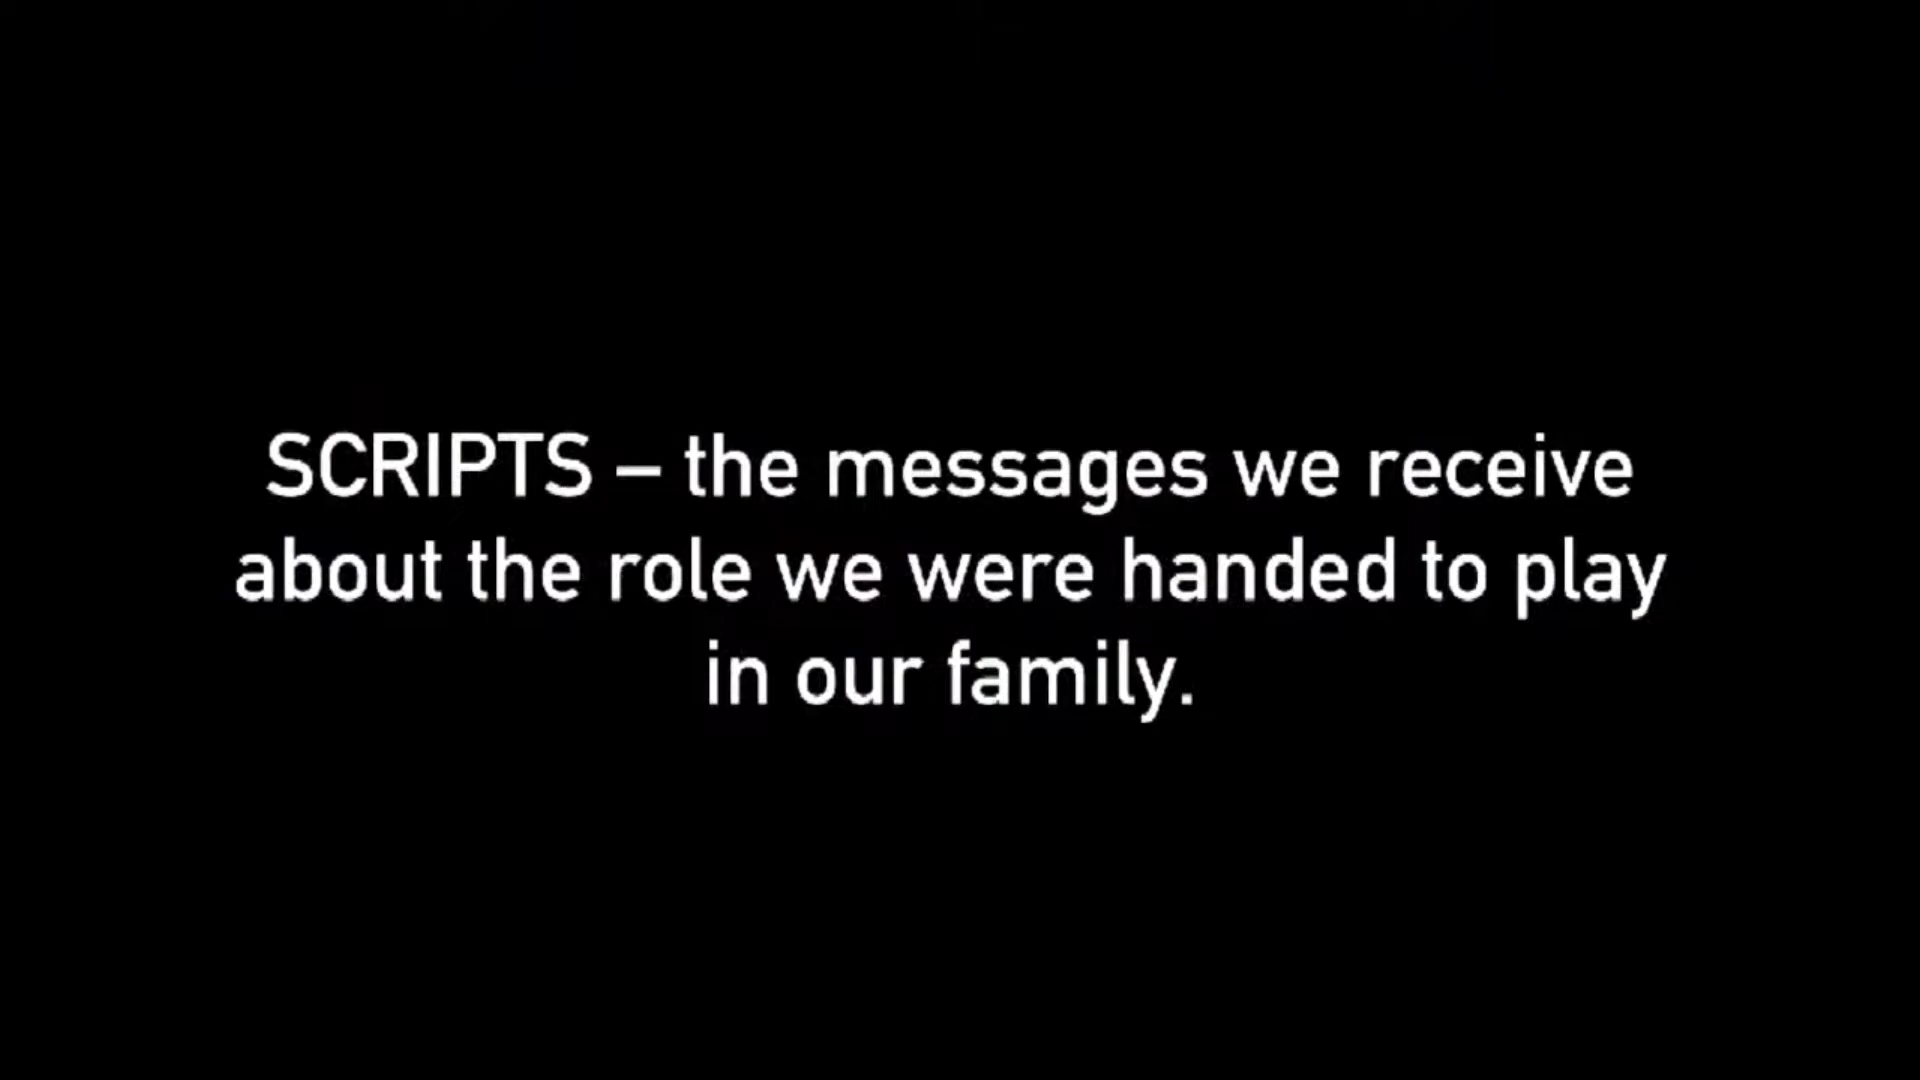 SCRIPTS – the messages we receive
about the role we were handed to play
in our family.